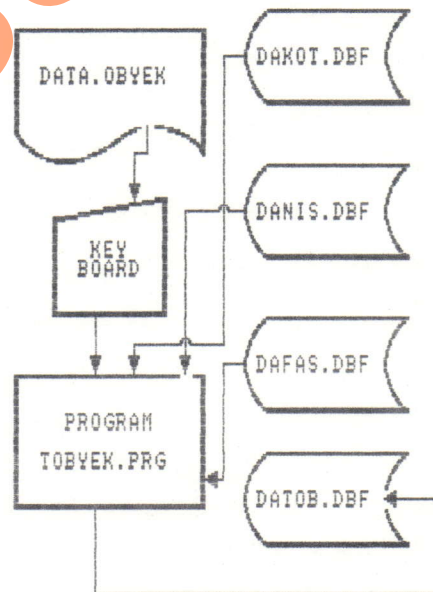 DATA.OBYEK
DAKOT.DBF
DANIS.DBF
KEY
BOARD
DAFAS.DBF
PROGRAM
TOBYEK.PRG
DATOB.DBF